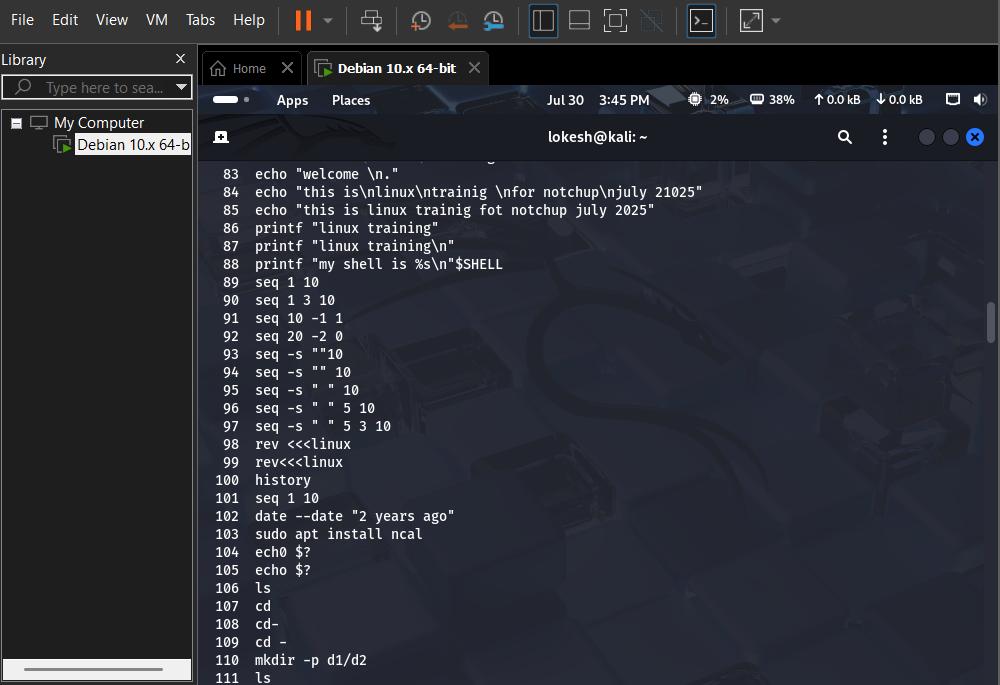 File Edit View VM Tabs Help
Library
Type here to sea...
My Computer
Debian 10.x 64-b
Home
Debian 10.x 64-bit
Apps Places Jul 30 3:45 PM 2% 38% 0.0 kB 0.0 kB
lokesh@kali: ~
83 echo "welcome \n."
84 echo "this is\nlinux\ntrainig \nfor notchup\njuly 21025"
85 echo "this is linux trainig fot notchup july 2025"
86 printf "linux training"
87 printf "linux training\n"
88 printf "my shell is %s\n"$SHELL
89 seq 1 10
90 seq 1 3 10
91 seq 10 -1 1
92 seq 20 -2 0
93 seq -s ""10
94 seq -s "" 10
95 seq -s " " 10
96 seq -s " " 5 10
97 seq -s " " 5 3 10
98 rev <<<linux
99 rev<<<linux
100 history
101 seq 1 10
102 date --date "2 years ago"
103 sudo apt install ncal
104 ech0 $?
105 echo $?
106 ls
107 cd
108 cd-
109 cd -
110 mkdir -p d1/d2
111 ls